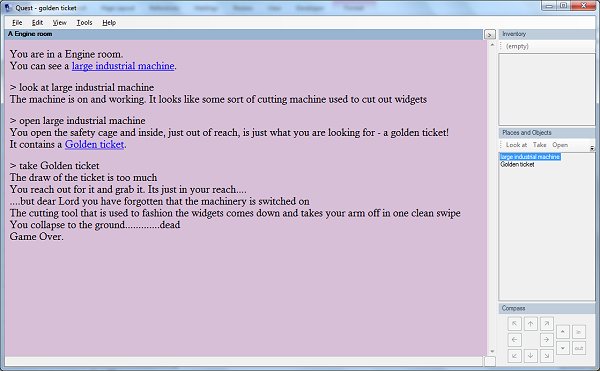 Quest - golden ticket
File Edit View Tools Help
A Engine room
>
You are in a Engine room.
You can see a large industrial machine.
> look at large industrial machine
The machine is on and working. It looks like some sort of cutting machine used to cut out widgets
> open large industrial machine
You open the safety cage and inside, just out of reach, is just what you are looking for - a golden ticket!
It contains a Golden ticket.
> take Golden ticket
The draw of the ticket is too much
You reach out for it and grab it. Its just in your reach....
....but dear Lord you have forgotten that the machinery is switched on
The cutting tool that is used to fashion the widgets comes down and takes your arm off in one clean swipe
You collapse to the ground.............dead
Game Over.
Inventory
(empty)
Places and Objects
Look at Take Open
large industrial machine
Golden ticket
Compass
in
out